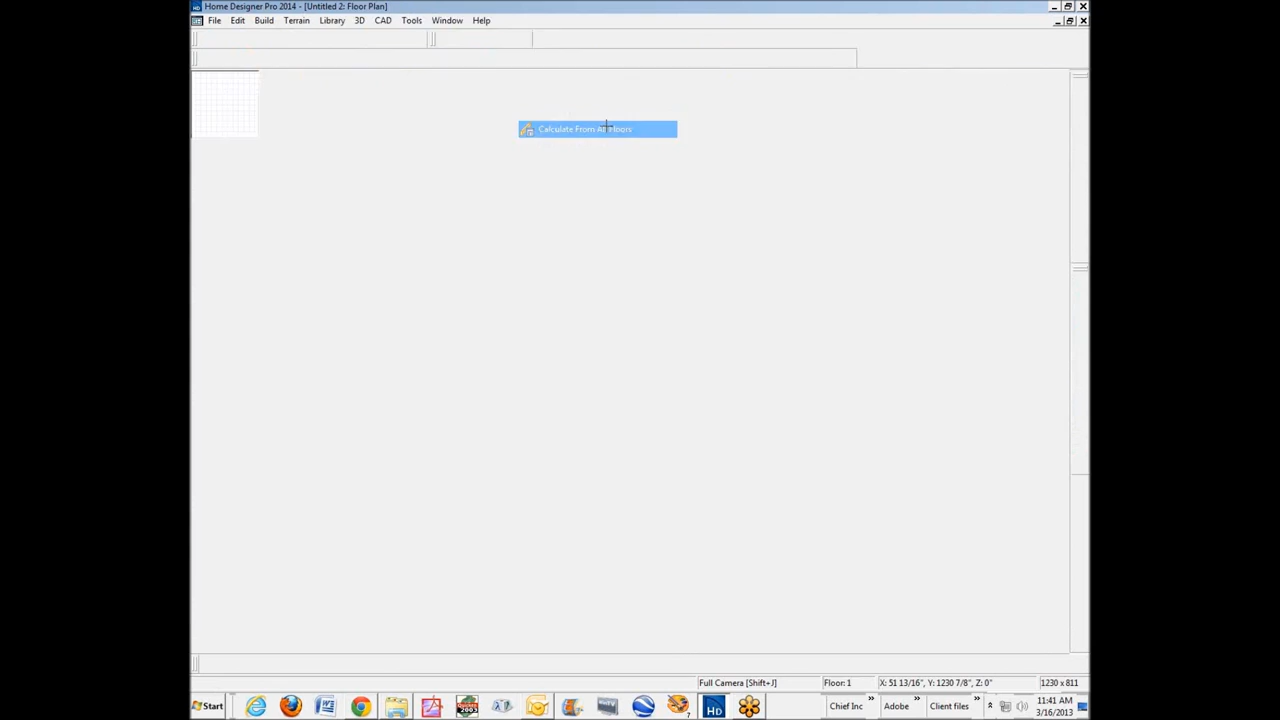 Home Designer Pro 2014 - [Untitled 2: Floor Plan]
File Edit Build Terrain Library 3D CAD Tools Window Help
Calculate From All Floors
Full Camera [Shift+J] Floor: 1 X: 51 13/16", Y: 1230 7/8", Z: 0" 1230 x 811
Start Chief Inc » Adobe » Client files » 11:41 AM
3/16/2013